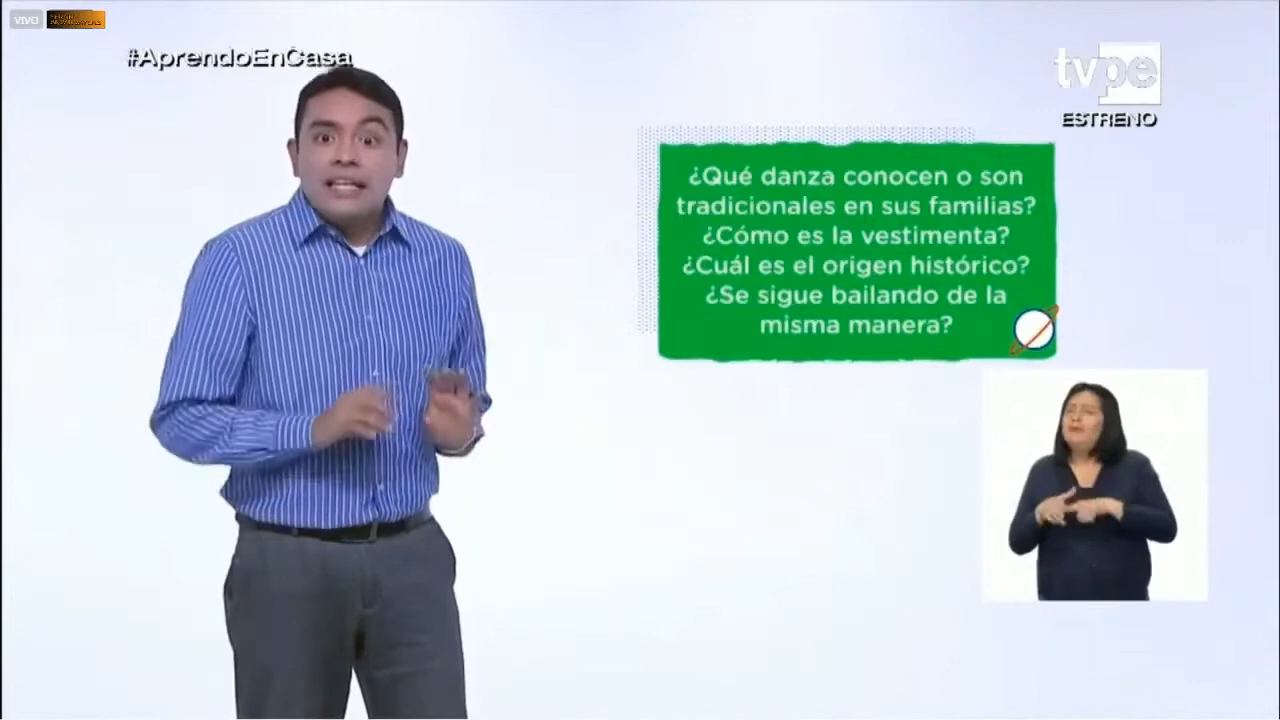 VIVO
#AprendoEnCasa
tvpe
ESTRENO
¿Qué danza conocen o son
tradicionales en sus familias?
¿Cómo es la vestimenta?
¿Cuál es el origen histórico?
¿Se sigue bailando de la
misma manera?